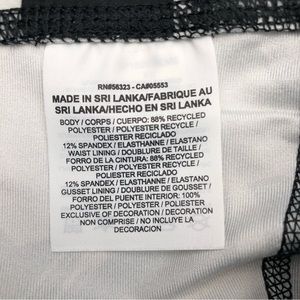 RN#56323 - CA#05553
MADE IN SRI LANKA/FABRIQUE AU
SRI LANKA/HECHO EN SRI LANKA
BODY / CORPS / CUERPO: 88% RECYCLED
POLYESTER / POLYESTER RECYCLE /
POLIESTER RECICLADO
12% SPANDEX / ELASTHANNE / ELASTANO
WAIST LINING / DOUBLURE DE TAILLE /
FORRO DE LA CINTURA: 88% RECYCLED
POLYESTER / POLYESTER RECYCLE /
POLIESTER RECICLADO
12% SPANDEX / ELASTHANNE / ELASTANO
GUSSET LINING / DOUBLURE DE GOUSSET /
FORRO DEL FUENTE INTERIOR: 100%
POLYESTER / POLYESTER / POLIESTER
EXCLUSIVE OF DECORATION / DECORATION
NON COMPRISE / NO INCLUYE LA
DECORACION